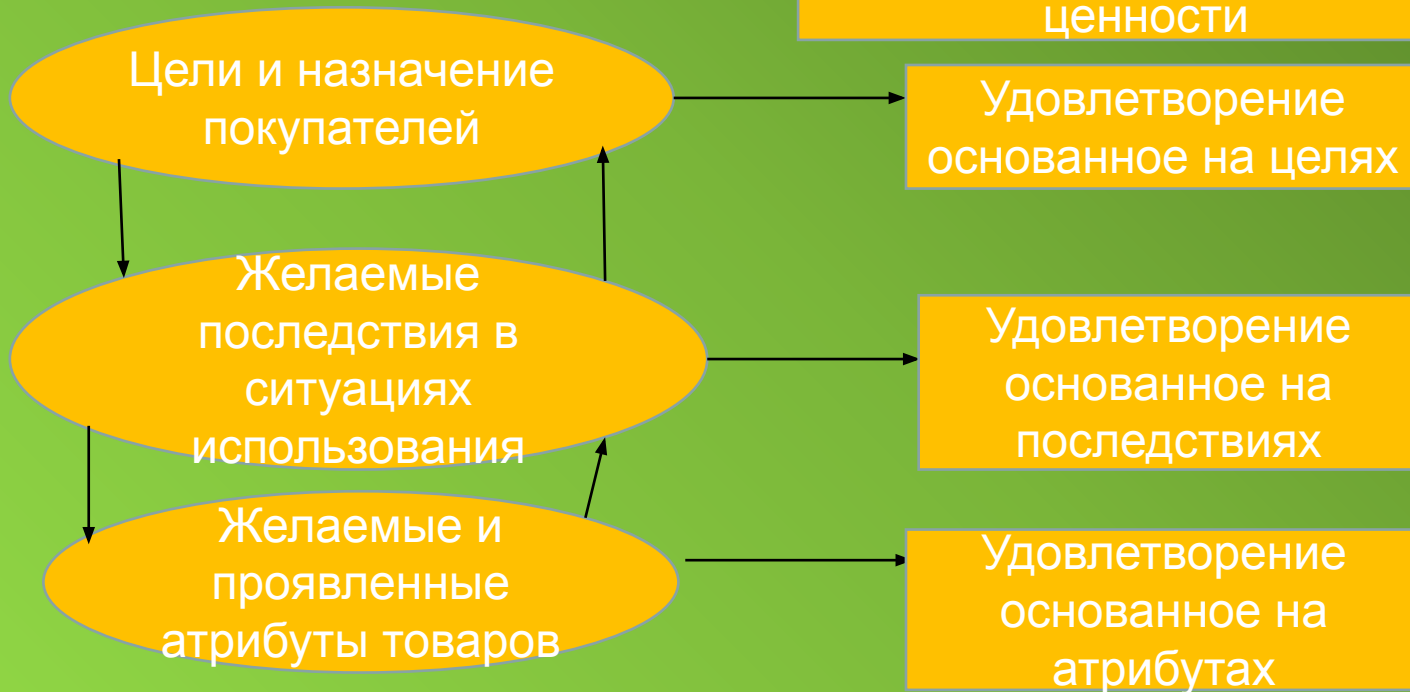 ценности
Цели и назначение
покупателей
Удовлетворение
основанное на целях
Желаемые
последствия в
ситуациях
использования
Удовлетворение
основанное на
последствиях
Желаемые и
проявленные
атрибуты товаров
Удовлетворение
основанное на
атрибутах